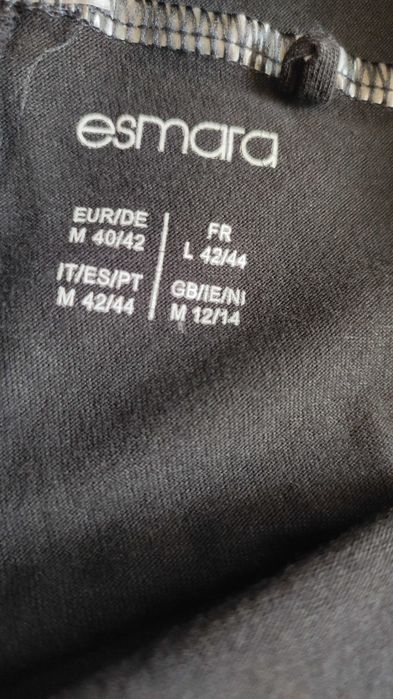 esmara
EUR/DE
M 40/42
FR
L 42/44
IT/ES/PT
M 42/44
GB/IE/NI
M 12/14